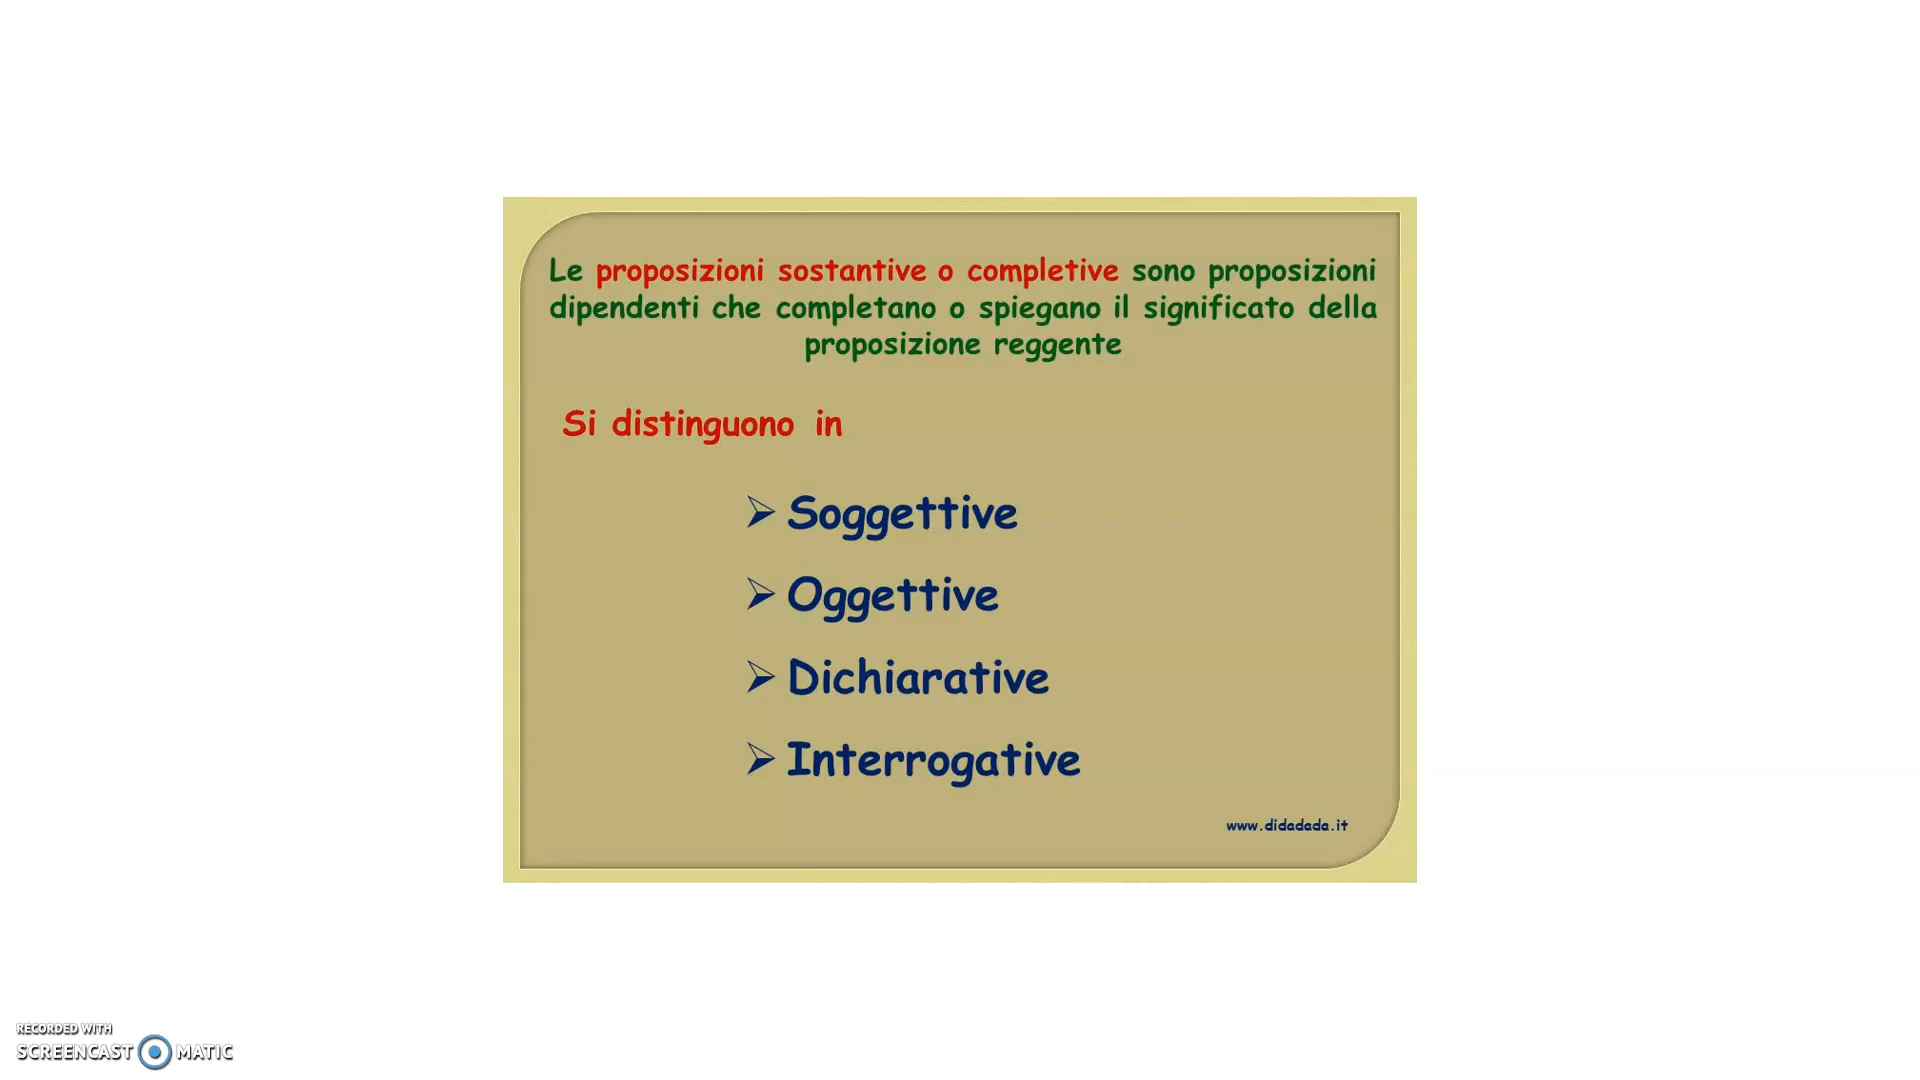 Le proposizioni sostantive o completive sono proposizioni
dipendenti che completano o spiegano il significato della
proposizione reggente
Si distinguono in
➢ Soggettive
➢ Oggettive
➢ Dichiarative
➢ Interrogative
www.didadada.it
RECORDED WITH
SCREENCAST MATIC